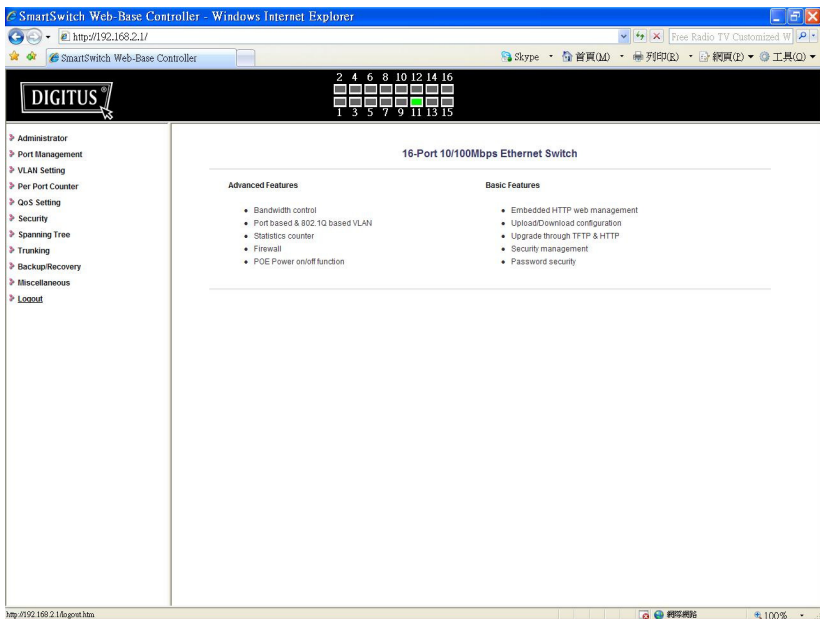 SmartSwitch Web-Base Controller - Windows Internet Explorer
http://192.168.2.1/
Free Radio TV Customized W
SmartSwitch Web-Base Controller
Skype
首頁(M)
列印(R)
網頁(P)
工具(O)
DIGITUS®
2 4 6 8 10 12 14 16
1 3 5 7 9 11 13 15
Administrator
Port Management
VLAN Setting
Per Port Counter
QoS Setting
Security
Spanning Tree
Trunking
Backup/Recovery
Miscellaneous
Logout
16-Port 10/100Mbps Ethernet Switch
Advanced Features
Bandwidth control
Port based & 802.1Q based VLAN
Statistics counter
Firewall
POE Power on/off function
Basic Features
Embedded HTTP web management
Upload/Download configuration
Upgrade through TFTP & HTTP
Security management
Password security
http://192.168.2.1/logout.htm
網際網路
100%